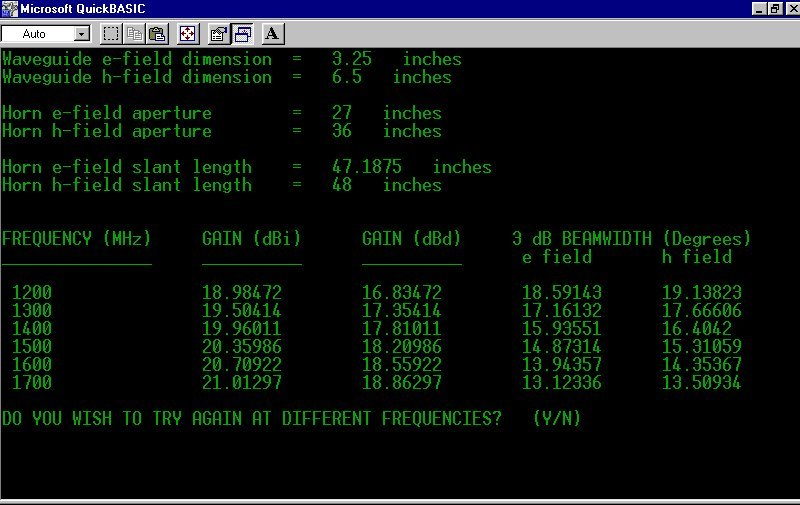 Microsoft QuickBASIC
Auto
A
Waveguide e-field dimension = 3.25 inches
Waveguide h-field dimension = 6.5 inches
Horn e-field aperture = 27 inches
Horn h-field aperture = 36 inches
Horn e-field slant length = 47.1875 inches
Horn h-field slant length = 48 inches
FREQUENCY (MHz) GAIN (dBi) GAIN (dBd) 3 dB BEAMWIDTH (Degrees)
e field h field
1200 18.98472 16.83472 18.59143 19.13823
1300 19.50414 17.35414 17.16132 17.66606
1400 19.96011 17.81011 15.93551 16.4042
1500 20.35986 18.20986 14.87314 15.31059
1600 20.70922 18.55922 13.94357 14.35367
1700 21.01297 18.86297 13.12336 13.50934
DO YOU WISH TO TRY AGAIN AT DIFFERENT FREQUENCIES? (Y/N)